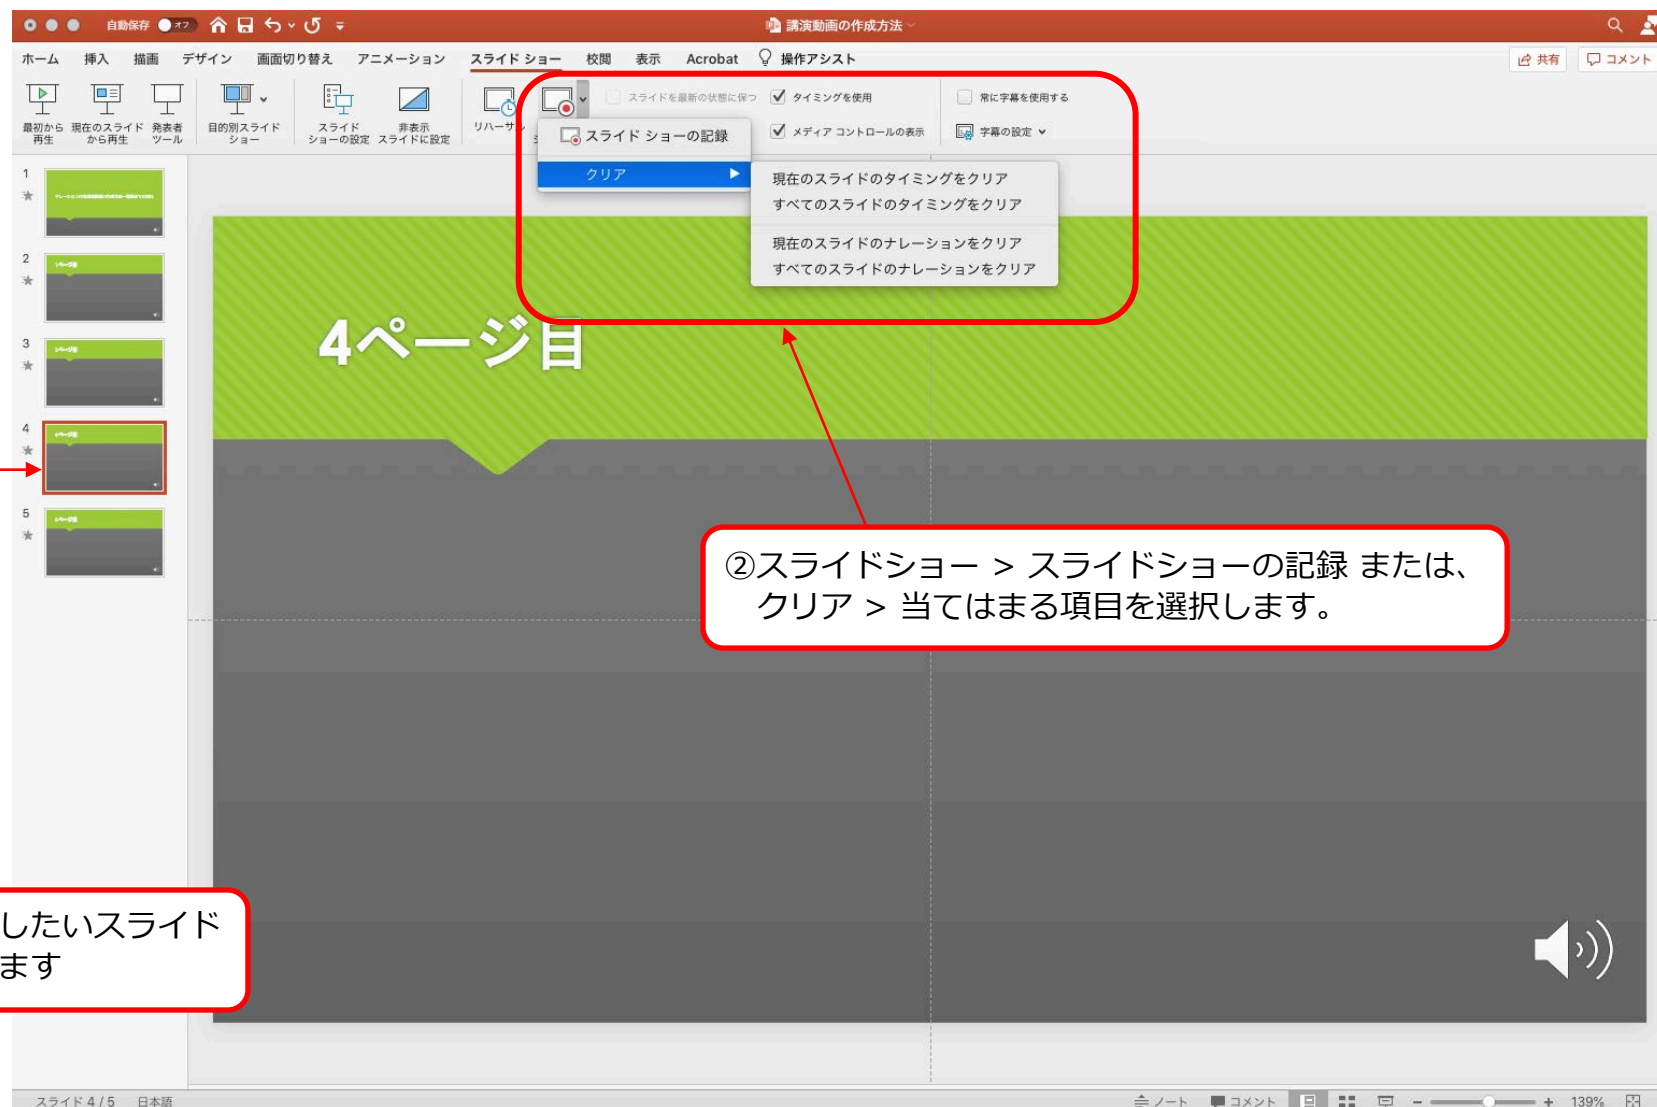 自動保存 オフ
講演動画の作成方法
ホーム 挿入 描画 デザイン 画面切り替え アニメーション スライド ショー 校閲 表示 Acrobat 操作アシスト
共有 コメント
最初から
再生
現在のスライド
から再生
発表者
ツール
目的別スライド
ショー
スライド
ショーの設定
非表示
スライドに設定
リハーサル
スライドを最新の状態に保つ
タイミングを使用
メディア コントロールの表示
常に字幕を使用する
字幕の設定
スライド ショーの記録
クリア
現在のスライドのタイミングをクリア
すべてのスライドのタイミングをクリア
現在のスライドのナレーションをクリア
すべてのスライドのナレーションをクリア
1
2
3
4
5
4ページ目
②スライドショー > スライドショーの記録 または、
クリア > 当てはまる項目を選択します。
したいスライド
ます
スライド 4 / 5 日本語
ノート コメント
139%